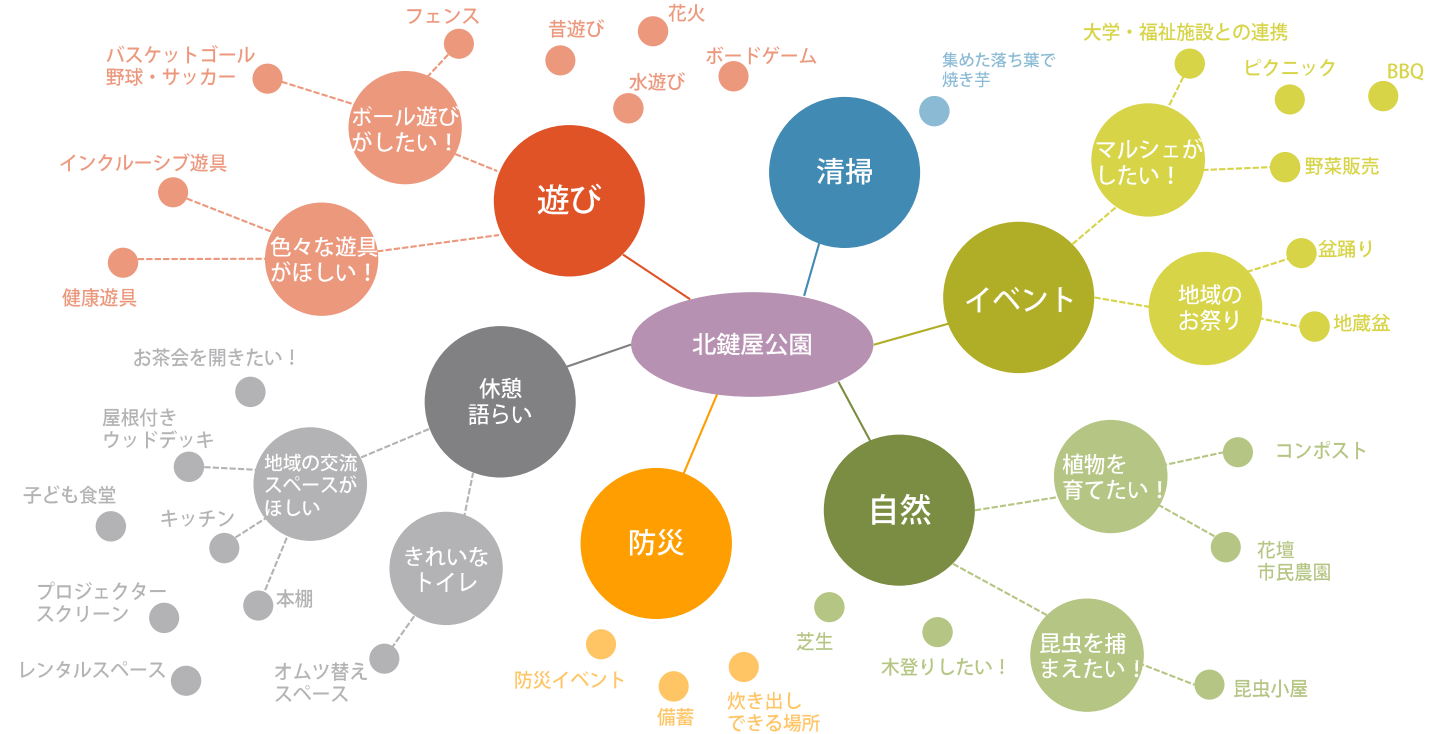 北鍵屋公園
遊び
ボール遊び
がしたい！
バスケットゴール
野球・サッカー
フェンス
色々な遊具
がほしい！
インクルーシブ遊具
健康遊具
昔遊び
花火
水遊び
ボードゲーム
清掃
集めた落ち葉で
焼き芋
イベント
マルシェが
したい！
大学・福祉施設との連携
野菜販売
ピクニック
BBQ
地域の
お祭り
盆踊り
地蔵盆
休憩
語らい
お茶会を開きたい！
地域の交流
スペースが
ほしい
屋根付き
ウッドデッキ
キッチン
本棚
子ども食堂
プロジェクター
スクリーン
レンタルスペース
きれいな
トイレ
オムツ替え
スペース
防災
防災イベント
備蓄
炊き出し
できる場所
自然
植物を
育てたい！
コンポスト
花壇
市民農園
昆虫を捕
まえたい！
昆虫小屋
芝生
木登りしたい！